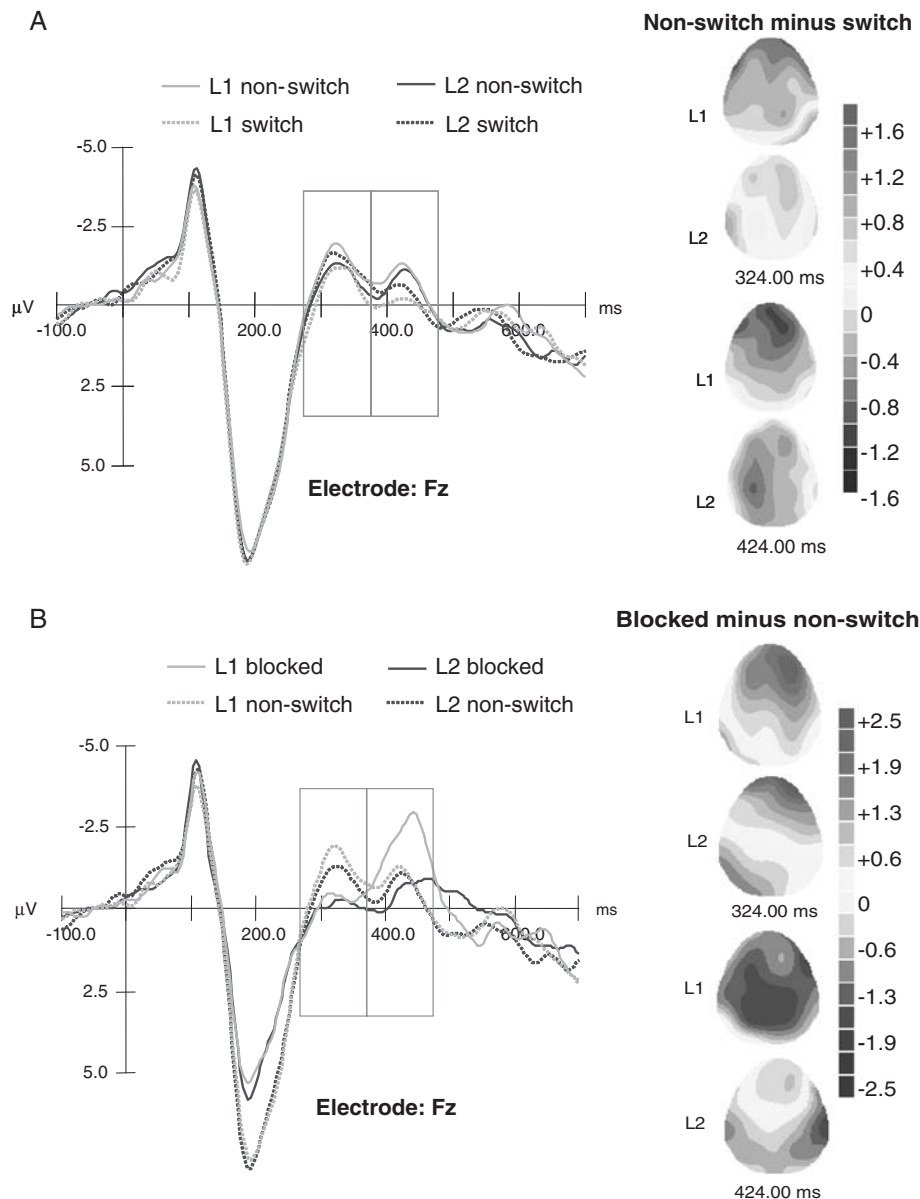 A
Non-switch minus switch
L1 non-switch
L2 non-switch
L1 switch
L2 switch
-5.0
-2.5
µV
-100.0
200.0
400.0
600.0
ms
2.5
5.0
Electrode: Fz
L1
L2
324.00 ms
L1
L2
424.00 ms
+1.6
+1.2
+0.8
+0.4
0
-0.4
-0.8
-1.2
-1.6
B
Blocked minus non-switch
L1 blocked
L2 blocked
L1 non-switch
L2 non-switch
-5.0
-2.5
µV
-100.0
200.0
400.0
600.0
ms
2.5
5.0
Electrode: Fz
L1
L2
324.00 ms
L1
L2
424.00 ms
+2.5
+1.9
+1.3
+0.6
0
-0.6
-1.3
-1.9
-2.5